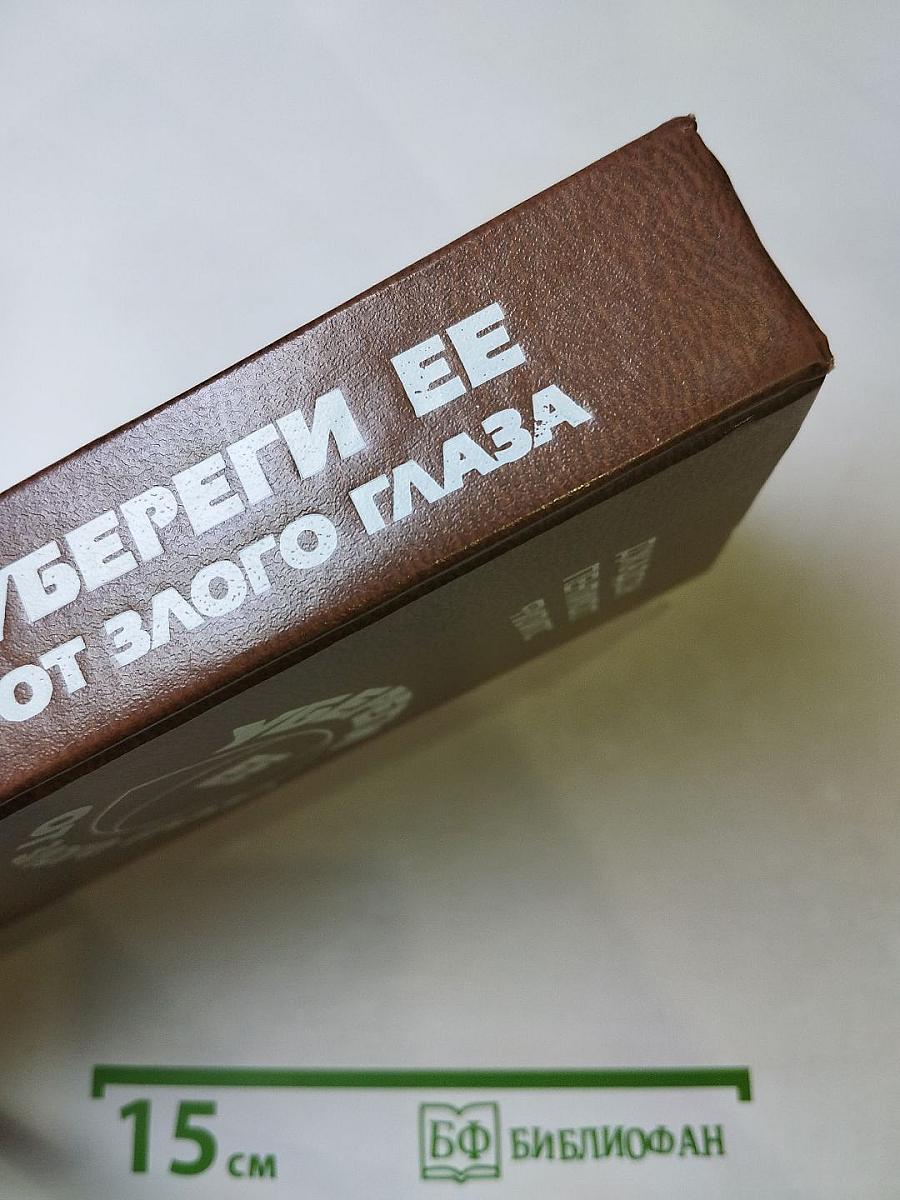 УБЕРЕГИ ЕЕ
ОТ ЗЛОГО ГЛАЗА
15 см
БФ БИБЛИОФАН